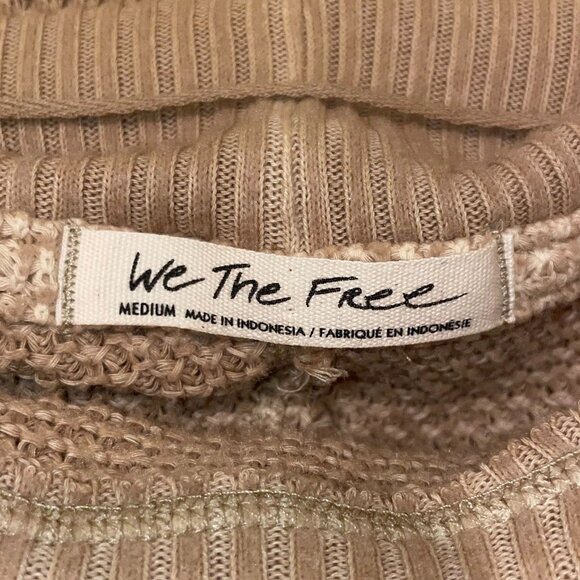 We The Free
MEDIUM MADE IN INDONESIA / FABRIQUÉ EN INDONÉSIE